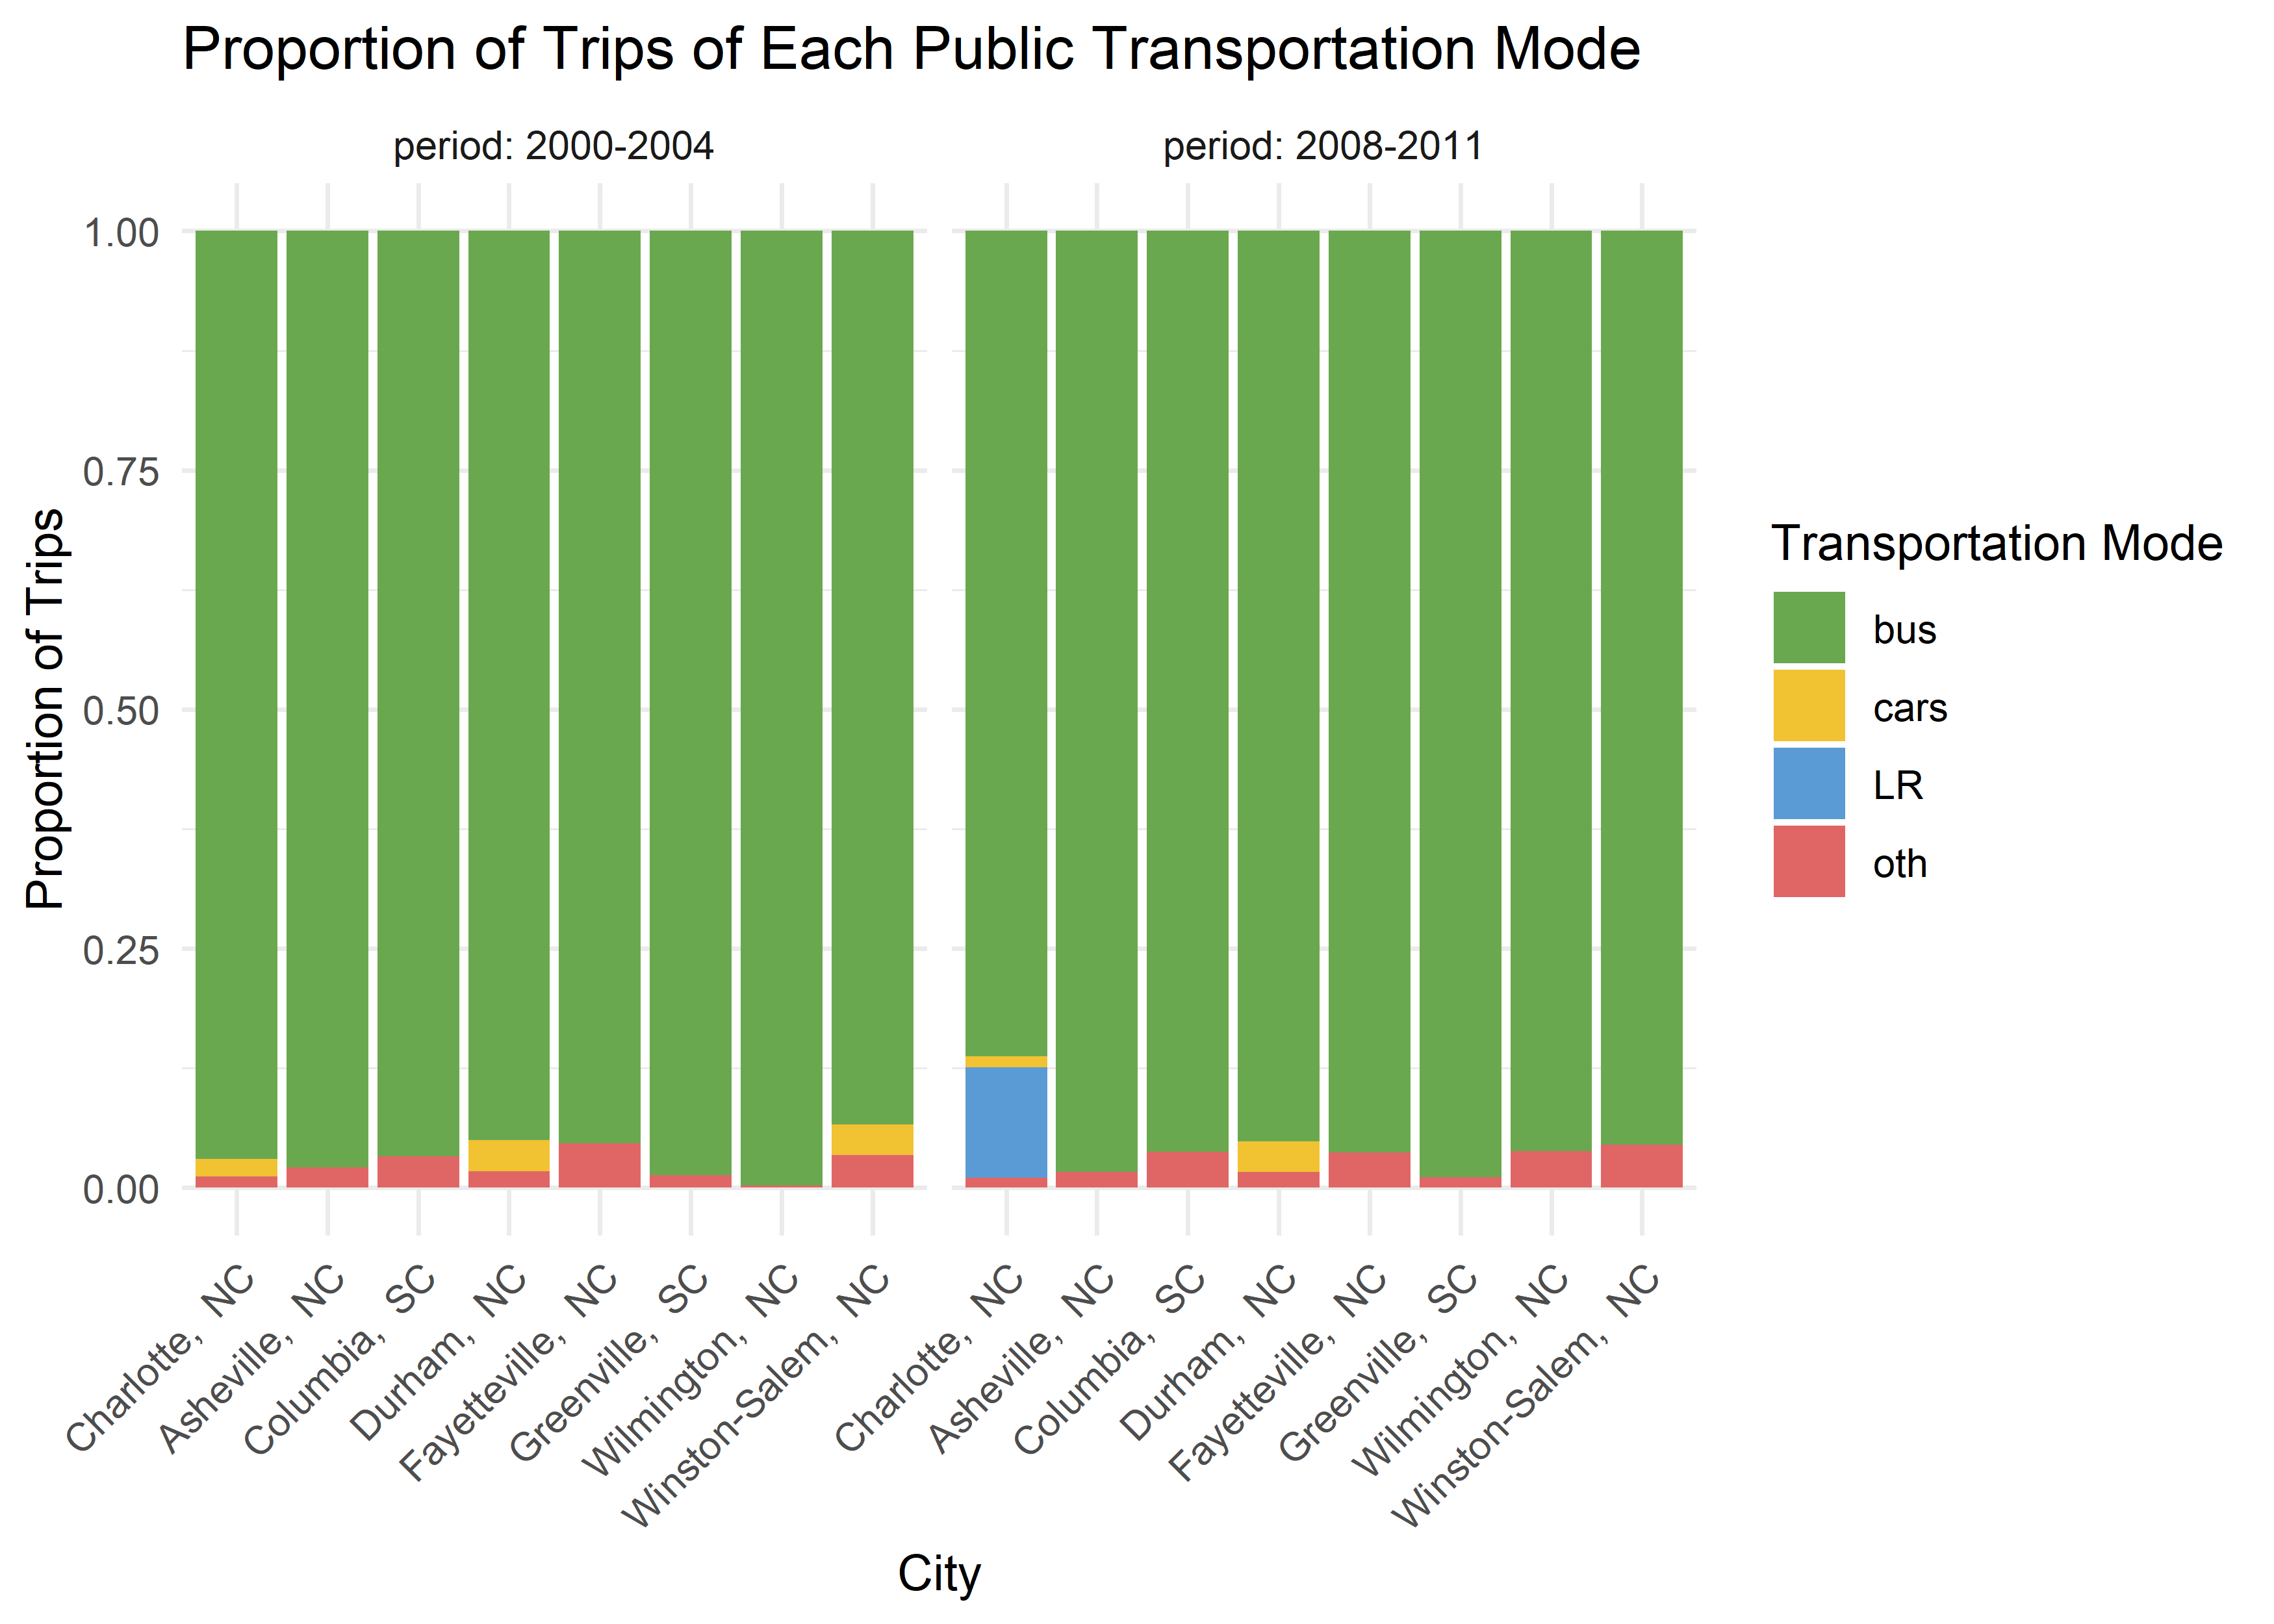 Proportion of Trips of Each Public Transportation Mode
period: 2000-2004
period: 2008-2011
Proportion of Trips
1.00
0.75
0.50
0.25
0.00
Charlotte, NC
Asheville, NC
Columbia, SC
Durham, NC
Fayetteville, NC
Greenville, SC
Wilmington, NC
Winston-Salem, NC
Charlotte, NC
Asheville, NC
Columbia, SC
Durham, NC
Fayetteville, NC
Greenville, SC
Wilmington, NC
Winston-Salem, NC
City
Transportation Mode
bus
cars
LR
oth